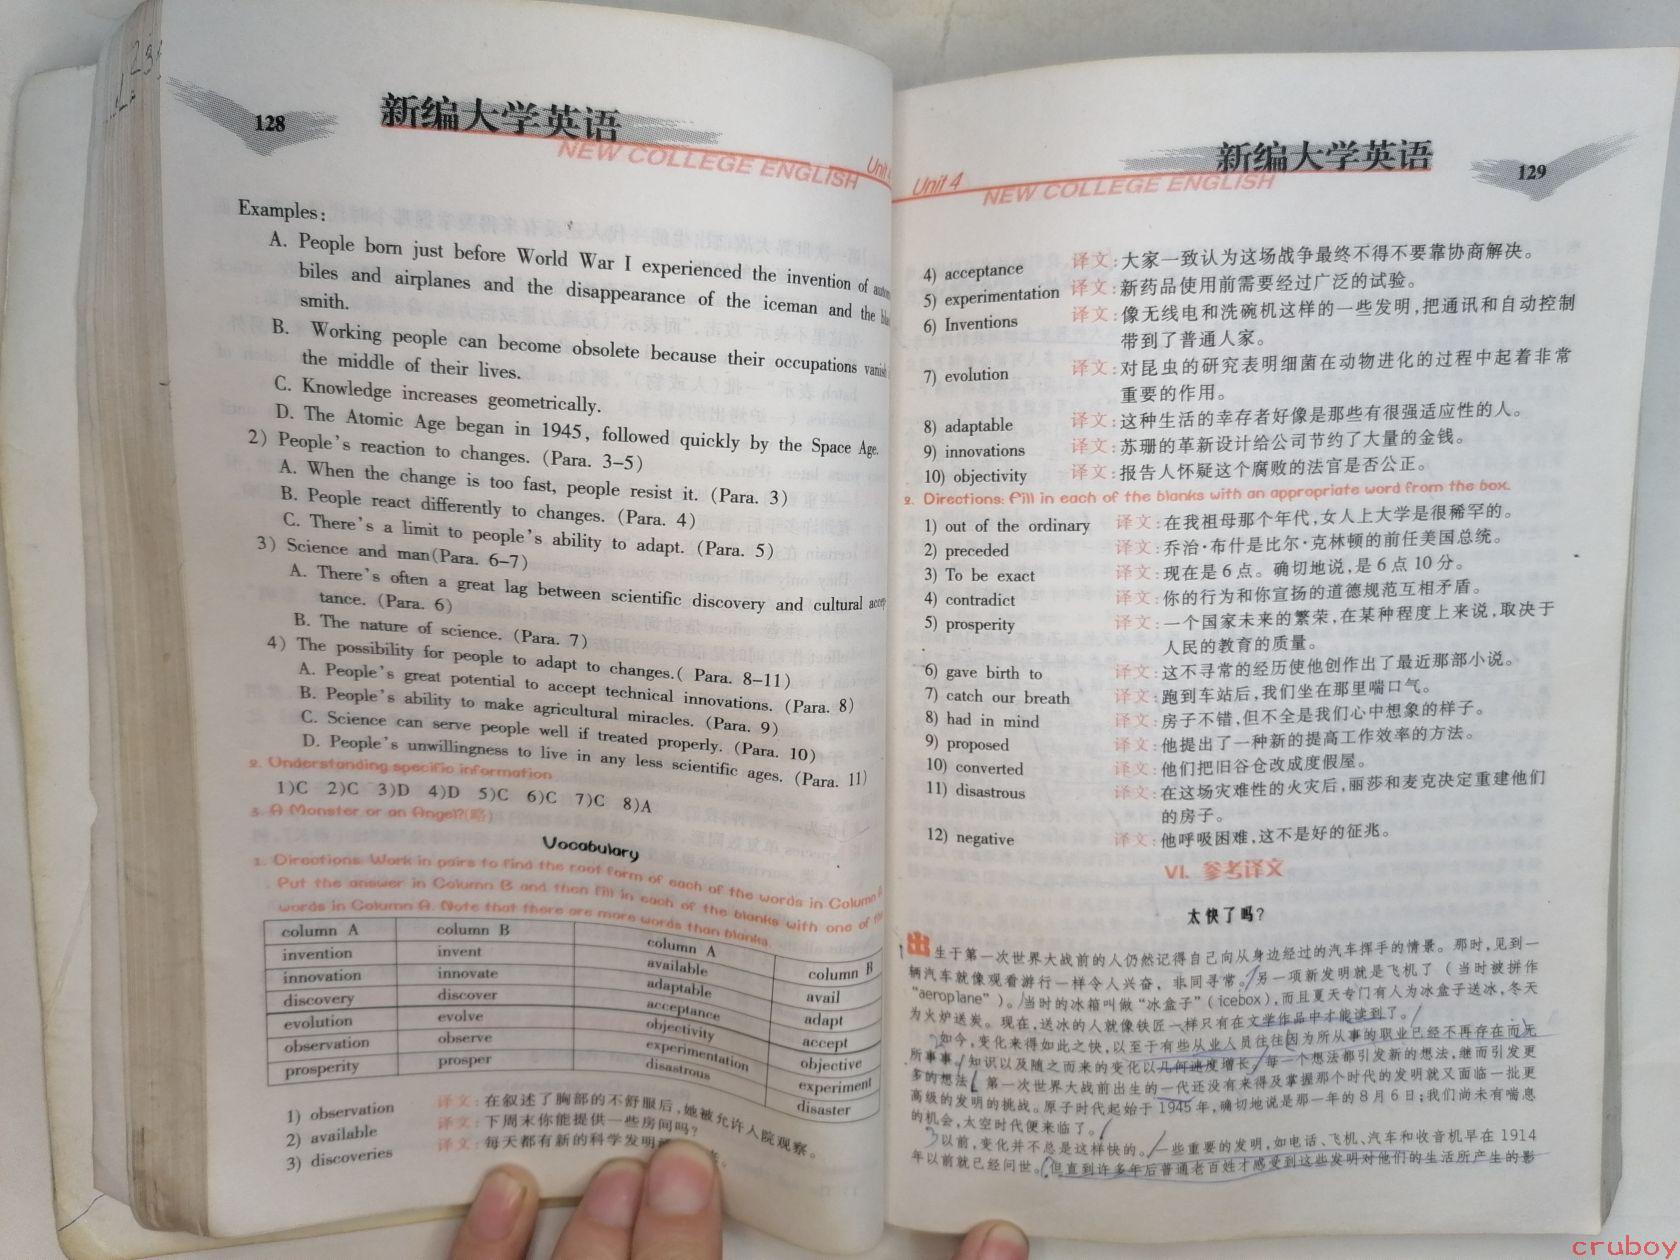 128
新编大学英语
NEW COLLEGE ENGLISH
Unit
Examples:
A. People born just before World War I experienced the invention of
biles and airplanes and the disappearance of the iceman and the
smith.
B. Working people can become obsolete because their occupations
the middle of their lives.
C. Knowledge increases geometrically.
D. The Atomic Age began in 1945, followed quickly by the Space Age.
2) People's reaction to changes. (Para. 3-5)
A. When the change is too fast, people resist it. (Para. 3)
B. People react differently to changes. (Para. 4)
C. There's a limit to people's ability to adapt. (Para. 5)
3) Science and man(Para. 6-7)
A. There's often a great lag between scientific discovery and cultural
tance. (Para. 6)
B. The nature of science. (Para. 7)
4) The possibility for people to adapt to changes.( Para. 8-11)
A. People's great potential to accept technical innovations. (Para. 8)
B. People's ability to make agricultural miracles. (Para. 9)
C. Science can serve people well if treated properly. (Para. 10)
D. People's unwillingness to live in any less scientific ages. (Para. 11)
2. Understanding specific information
1)C 2)C 3)D 4)D 5)C 6)C 7)C 8)A
3. A Monster or an Angel?(略)
Vocabulary
1. Directions: Work in pairs to find the root form of each of the words in Column
Put the answer in Column B and then fill in each of the blanks with one of
words in Column A. Note that there are more words than blanks.
column A column B column A column B
invention invent available avail
innovation innovate adaptable adapt
discovery discover acceptance accept
evolution evolve objectivity objective
observation observe experimentation experiment
prosperity prosper disastrous disaster
1) observation 译文:在叙述了胸部的不舒服后,她被允许入院观察。
2) available 译文:下周末你能提供一些房间吗?
3) discoveries 译文:每天都有新的科学发明
Unit 4
新编大学英语
NEW COLLEGE ENGLISH
129
4) acceptance 译文:大家一致认为这场战争最终不得不要靠协商解决。
5) experimentation 译文:新药品使用前需要经过广泛的试验。
6) Inventions 译文:像无线电和洗碗机这样的一些发明,把通讯和自动控制
带到了普通人家。
7) evolution 译文:对昆虫的研究表明细菌在动物进化的过程中起着非常
重要的作用。
8) adaptable 译文:这种生活的幸存者好像是那些有很强适应性的人。
9) innovations 译文:苏珊的革新设计给公司节约了大量的金钱。
10) objectivity 译文:报告人怀疑这个腐败的法官是否公正。
2. Directions: Fill in each of the blanks with an appropriate word from the box.
1) out of the ordinary 译文:在我祖母那个年代,女人上大学是很稀罕的。
2) preceded 译文:乔治·布什是比尔·克林顿的前任美国总统。
3) To be exact 译文:现在是6点。确切地说,是6点10分。
4) contradict 译文:你的行为和你宣扬的道德规范互相矛盾。
5) prosperity 译文:一个国家未来的繁荣,在某种程度上来说,取决于
人民的教育的质量。
6) gave birth to 译文:这不寻常的经历使他创作出了最近那部小说。
7) catch our breath 译文:跑到车站后,我们坐在那里喘口气。
8) had in mind 译文:房子不错,但不全是我们心中想象的样子。
9) proposed 译文:他提出了一种新的提高工作效率的方法。
10) converted 译文:他们把旧谷仓改成度假屋。
11) disastrous 译文:在这场灾难性的火灾后,丽莎和麦克决定重建他们
的房子。
12) negative 译文:他呼吸困难,这不是好的征兆。
VI. 参考译文
太快了吗?
出生于第一次世界大战前的人仍然记得自己向从身边经过的汽车挥手的情景。那时,见到一
辆汽车就像观看游行一样令人兴奋,非同寻常。另一项新发明就是飞机了(当时被拼作
“aeroplane”)。当时的冰箱叫做“冰盒子”(icebox),而且夏天专门有人为冰盒子送冰,冬天
为火炉送炭。现在,送冰的人就像铁匠一样只有在文学作品中才能读到了。
如今,变化来得如此之快,以至于有些从业人员往往因为所从事的职业已经不再存在而无
所事事。知识以及随之而来的变化以几何速度增长,每一个想法都引发新的想法,继而引发更
多的想法。第一次世界大战前出生的一代还没有来得及掌握那个时代的发明就又面临一批更
高级的发明的挑战。原子时代起始于1945年,确切地说是那一年的8月6日;我们尚未有喘息
的机会,太空时代便来临了。
以前,变化并不总是这样快的。一些重要的发明,如电话、飞机、汽车和收音机早在1914
年以前就已经问世。但直到许多年后普通老百姓才感受到这些发明对他们的生活所产生的影
cruboy